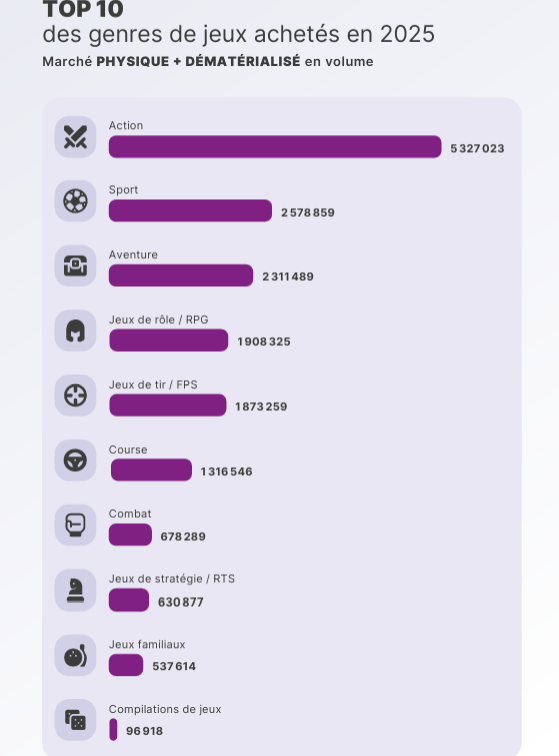 TOP 10
des genres de jeux achetés en 2025
Marché PHYSIQUE + DÉMATÉRIALISÉ en volume
Action
5 327 023
Sport
2 578 859
Aventure
2 311 489
Jeux de rôle / RPG
1 908 325
Jeux de tir / FPS
1 873 259
Course
1 316 546
Combat
678 289
Jeux de stratégie / RTS
630 877
Jeux familiaux
537 614
Compilations de jeux
96 918